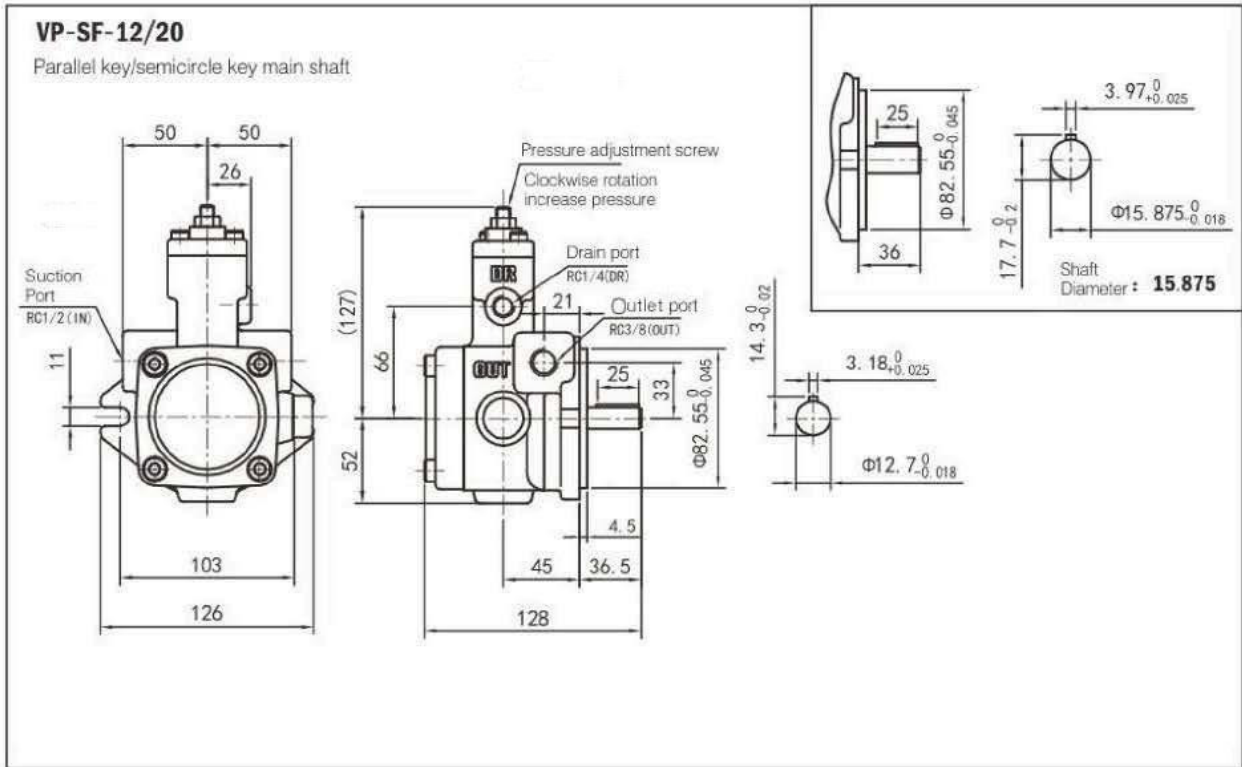 VP-SF-12/20
Parallel key/semicircle key main shaft
50
50
26
Suction
Port
RC1/2(IN)
11
103
126
Pressure adjustment screw
Clockwise rotation
increase pressure
Drain port
RC1/4(DR)
DR
21
Outlet port
RC3/8(OUT)
OUT
(127)
66
52
25
33
Φ82.55 0 -0.045
4.5
45
36.5
128
14.3 0 -0.02
3.18 0 +0.025
Φ12.7 0 -0.018
25
Φ82.55 0 -0.045
36
3.97 0 +0.025
17.7 0 -0.2
Φ15.875 0 -0.018
Shaft
Diameter : 15.875